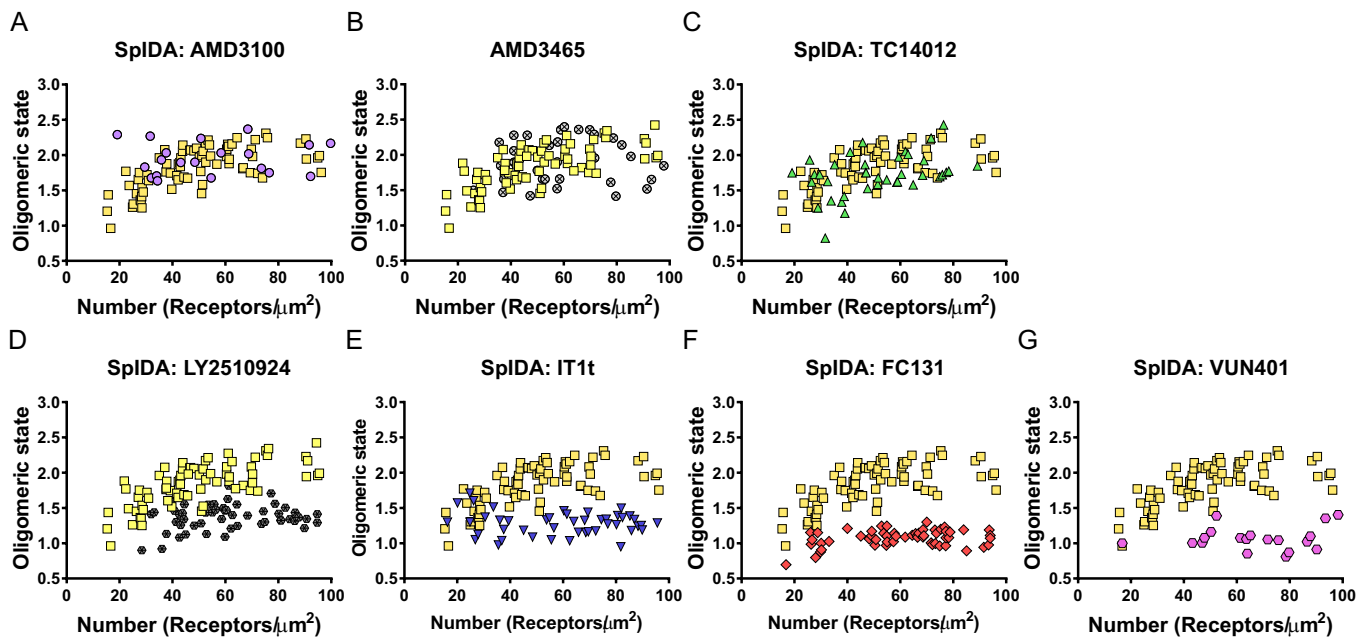 A
SpIDA: AMD3100
Oligomeric state
3.0
2.5
2.0
1.5
1.0
0.5
0 20 40 60 80 100
Number (Receptors/μm²)
B
AMD3465
Oligomeric state
3.0
2.5
2.0
1.5
1.0
0.5
0 20 40 60 80 100
Number (Receptors/μm²)
C
SpIDA: TC14012
Oligomeric state
3.0
2.5
2.0
1.5
1.0
0.5
0 20 40 60 80 100
Number (Receptors/μm²)
D
SpIDA: LY2510924
Oligomeric state
3.0
2.5
2.0
1.5
1.0
0.5
0 20 40 60 80 100
Number (Receptors/μm²)
E
SpIDA: IT1t
Oligomeric state
3.0
2.5
2.0
1.5
1.0
0.5
0 20 40 60 80 100
Number (Receptors/μm²)
F
SpIDA: FC131
Oligomeric state
3.0
2.5
2.0
1.5
1.0
0.5
0 20 40 60 80 100
Number (Receptors/μm²)
G
SpIDA: VUN401
Oligomeric state
3.0
2.5
2.0
1.5
1.0
0.5
0 20 40 60 80 100
Number (Receptors/μm²)